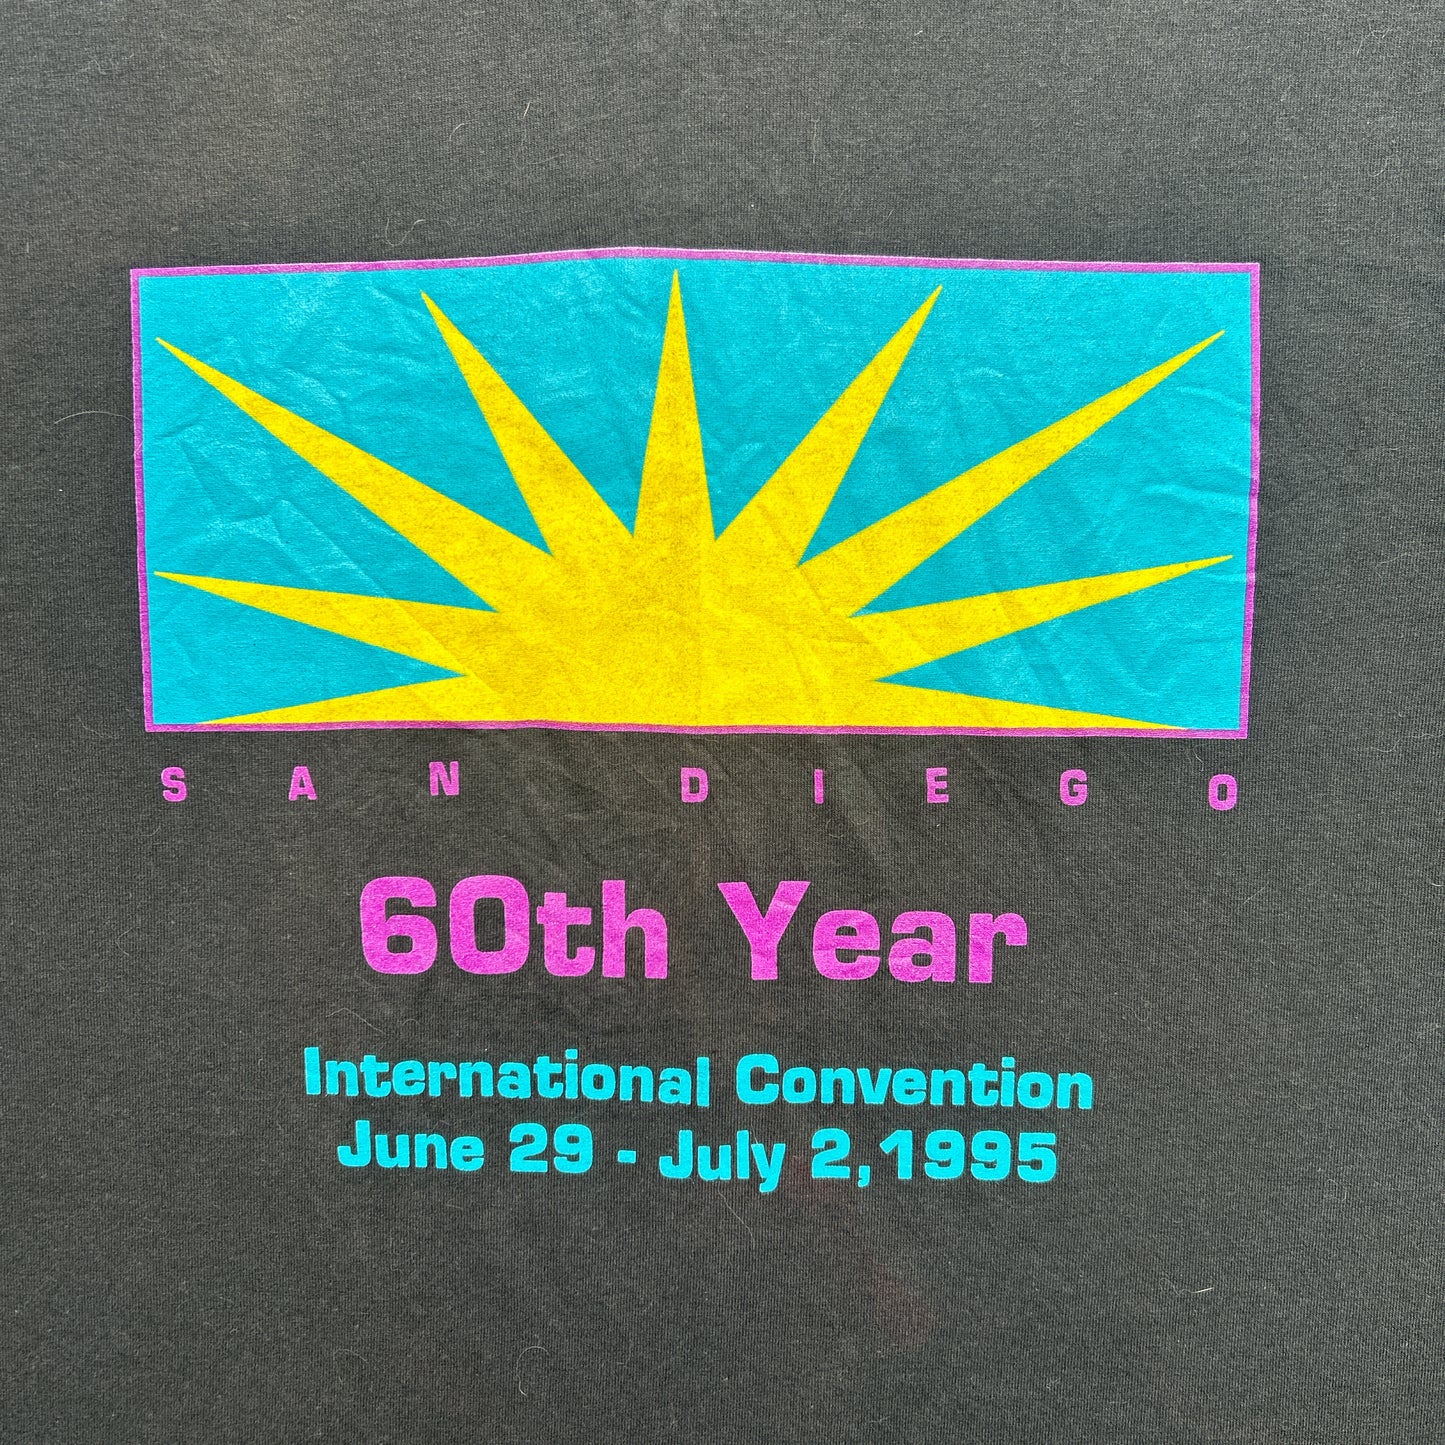 SAN DIEGO
60th Year
International Convention
June 29 - July 2, 1995